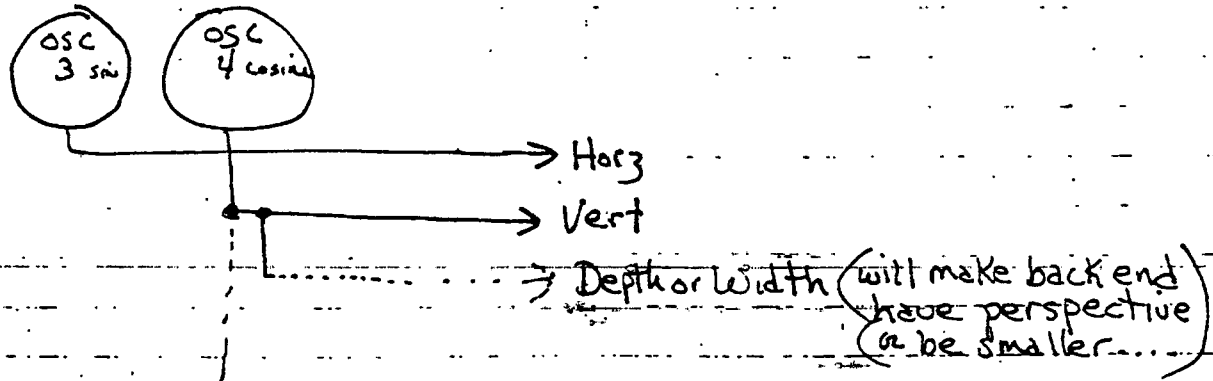 OSC
3 sin
OSC
4 cosine
Horz
Vert
Depth or Width (will make back end
have perspective
or be smaller....)